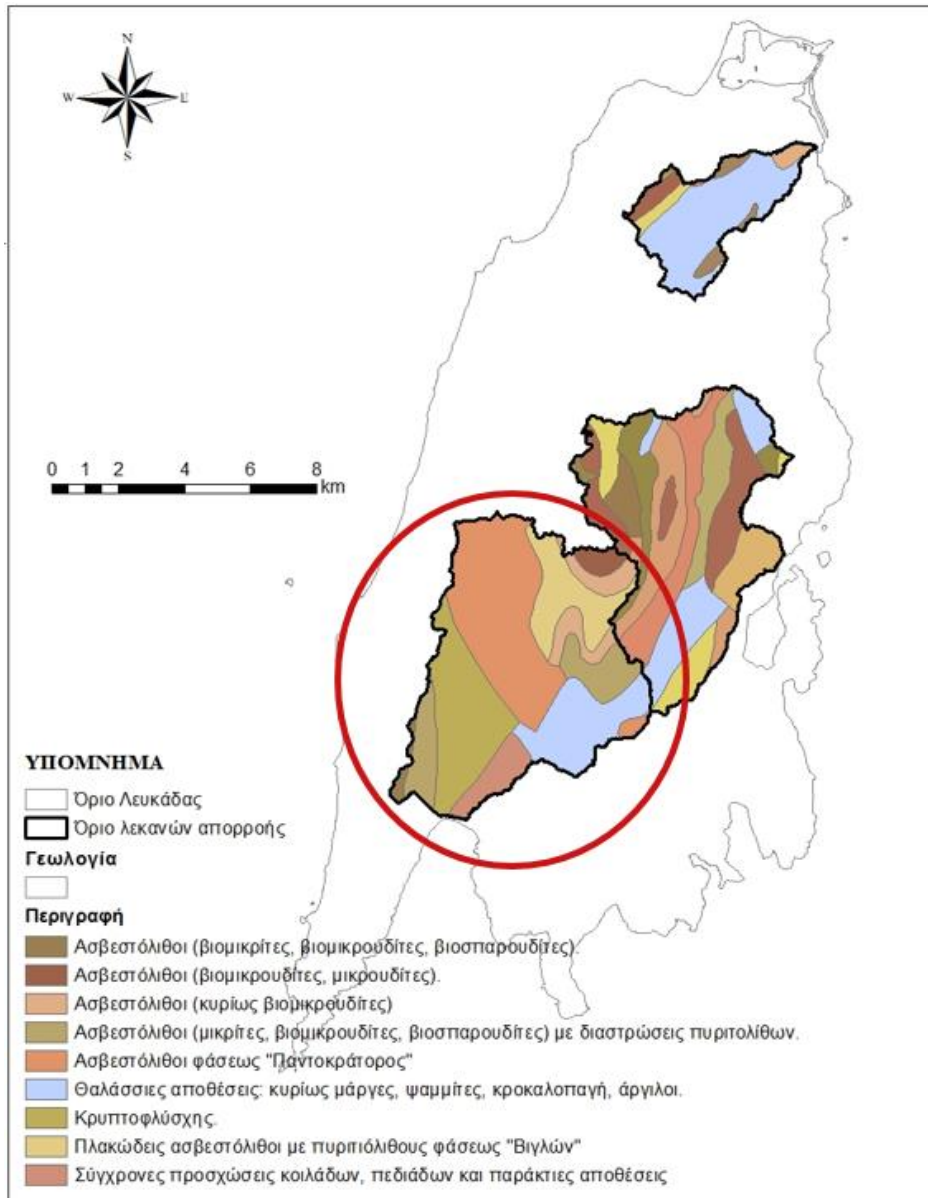 N
W E
S
0 1 2 4 6 8
km
ΥΠΟΜΝΗΜΑ
Όριο Λευκάδας
Όριο λεκανών απορροής
Γεωλογία
Περιγραφή
Ασβεστόλιθοι (βιομικρίτες, βιομικρουδίτες, βιοσπαρουδίτες).
Ασβεστόλιθοι (βιομικρουδίτες, μικρουδίτες).
Ασβεστόλιθοι (κυρίως βιομικρουδίτες)
Ασβεστόλιθοι (μικρίτες, βιομικρουδίτες, βιοσπαρουδίτες) με διαστρώσεις πυριτολίθων.
Ασβεστόλιθοι φάσεως "Παντοκράτορος"
Θαλάσσιες αποθέσεις: κυρίως μάργες, ψαμμίτες, κροκαλοπαγή, άργιλοι.
Κρυπτοφλύσχης.
Πλακώδεις ασβεστόλιθοι με πυριτιόλιθους φάσεως "Βιγλών"
Σύγχρονες προσχώσεις κοιλάδων, πεδιάδων και παράκτιες αποθέσεις